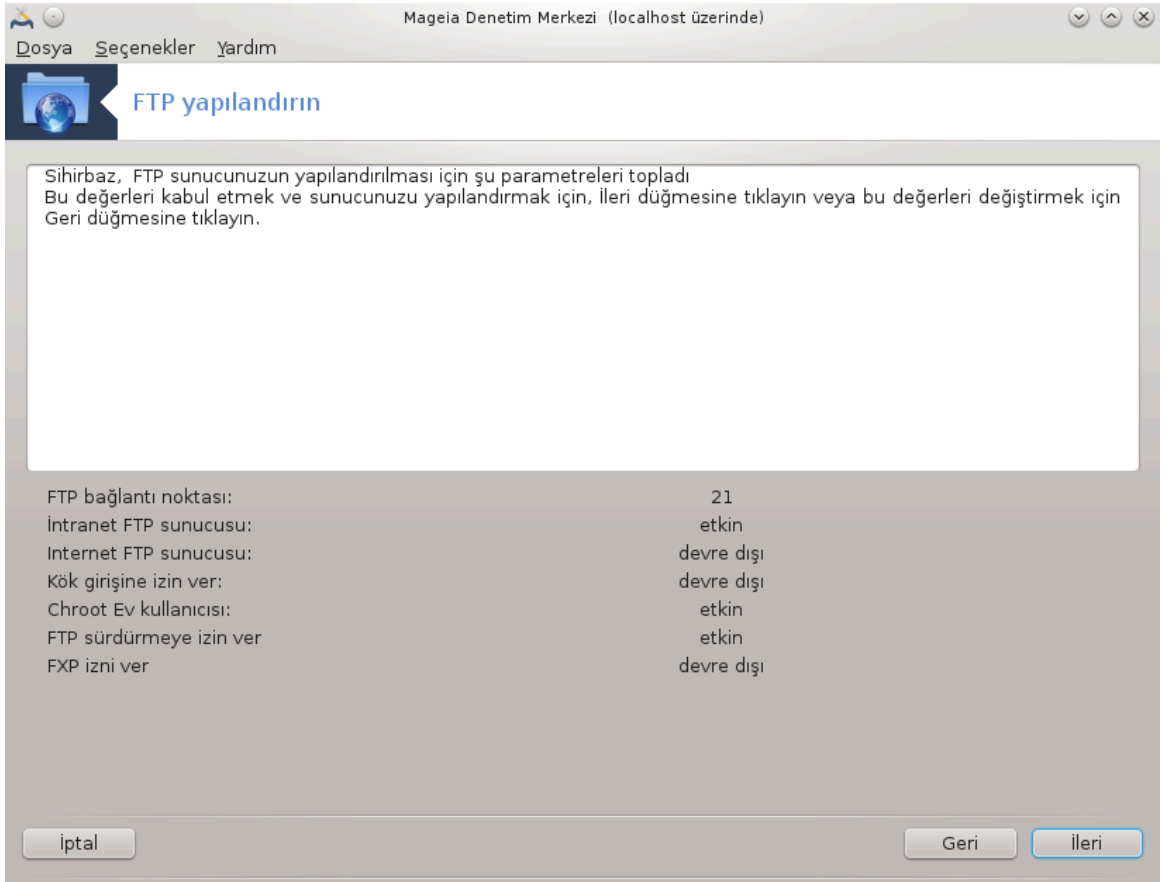 Mageia Denetim Merkezi (localhost üzerinde)
Dosya Seçenekler Yardım
FTP yapılandırın
Sihirbaz, FTP sunucunuzun yapılandırılması için şu parametreleri topladı
Bu değerleri kabul etmek ve sunucunuzu yapılandırmak için, İleri düğmesine tıklayın veya bu değerleri değiştirmek için
Geri düğmesine tıklayın.
FTP bağlantı noktası: 21
İntranet FTP sunucusu: etkin
Internet FTP sunucusu: devre dışı
Kök girişine izin ver: devre dışı
Chroot Ev kullanıcısı: etkin
FTP sürdürmeye izin ver etkin
FXP izni ver devre dışı
İptal Geri İleri